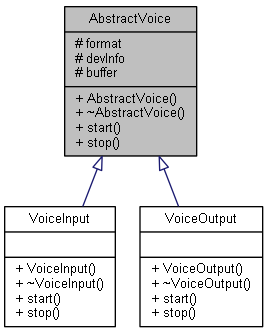 AbstractVoice
# format
# devInfo
# buffer
+ AbstractVoice()
+ ~AbstractVoice()
+ start()
+ stop()
VoiceInput
+ VoiceInput()
+ ~VoiceInput()
+ start()
+ stop()
VoiceOutput
+ VoiceOutput()
+ ~VoiceOutput()
+ start()
+ stop()